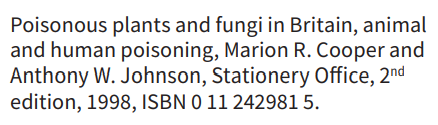 Poisonous plants and fungi in Britain, animal
and human poisoning, Marion R. Cooper and
Anthony W. Johnson, Stationery Office, 2nd
edition, 1998, ISBN 0 11 242981 5.